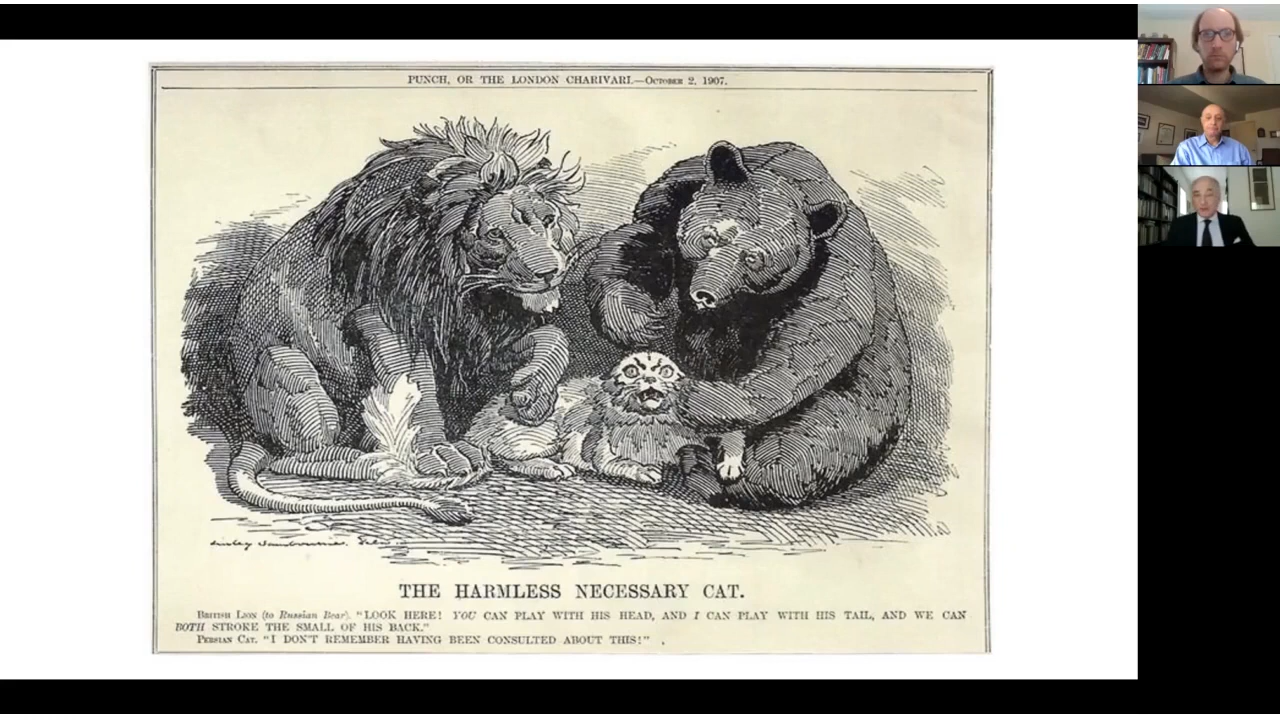 PUNCH, OR THE LONDON CHARIVARI.—OCTOBER 2, 1907.
THE HARMLESS NECESSARY CAT.
BRITISH LION (to Russian Bear). "LOOK HERE! YOU CAN PLAY WITH HIS HEAD, AND I CAN PLAY WITH HIS TAIL, AND WE CAN
BOTH STROKE THE SMALL OF HIS BACK."
PERSIAN CAT. "I DON'T REMEMBER HAVING BEEN CONSULTED ABOUT THIS!"